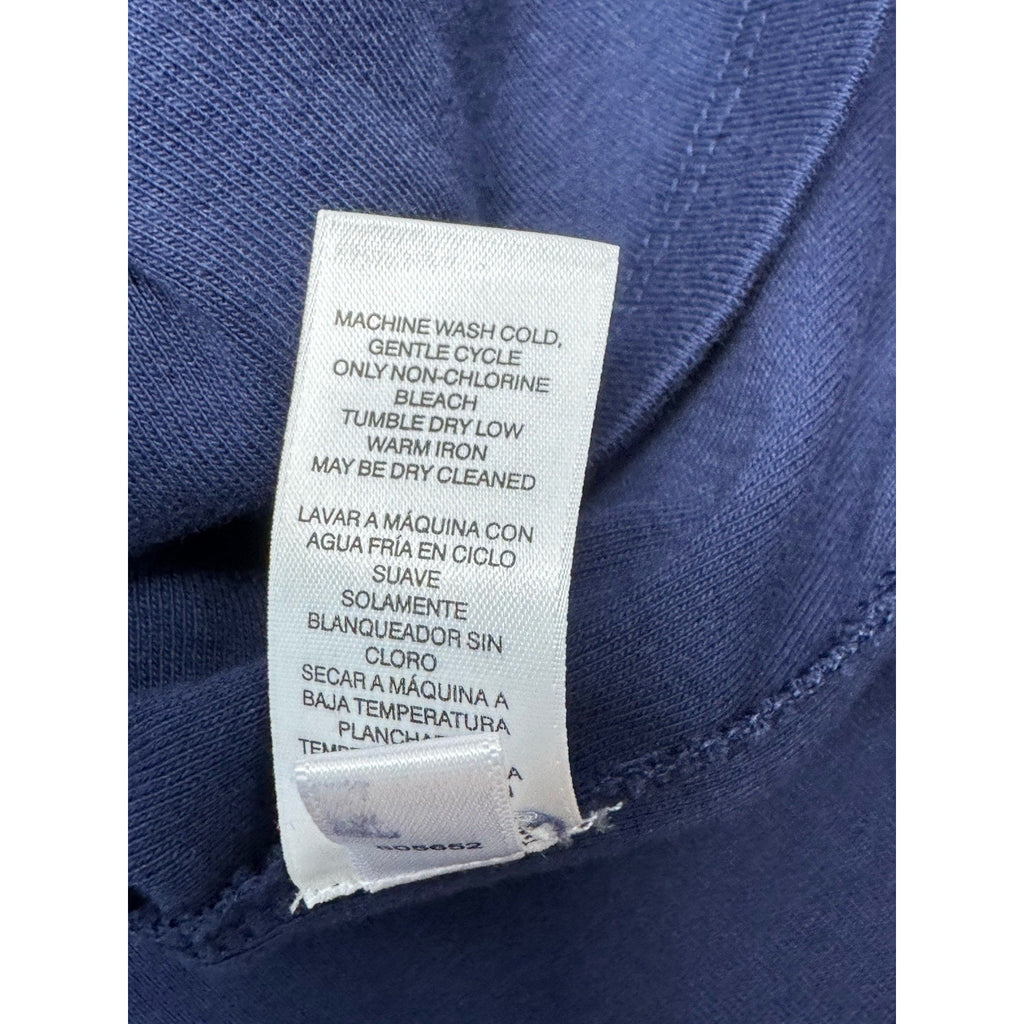 MACHINE WASH COLD,
GENTLE CYCLE
ONLY NON-CHLORINE
BLEACH
TUMBLE DRY LOW
WARM IRON
MAY BE DRY CLEANED
LAVAR A MÁQUINA CON
AGUA FRÍA EN CICLO
SUAVE
SOLAMENTE
BLANQUEADOR SIN
CLORO
SECAR A MÁQUINA A
BAJA TEMPERATURA